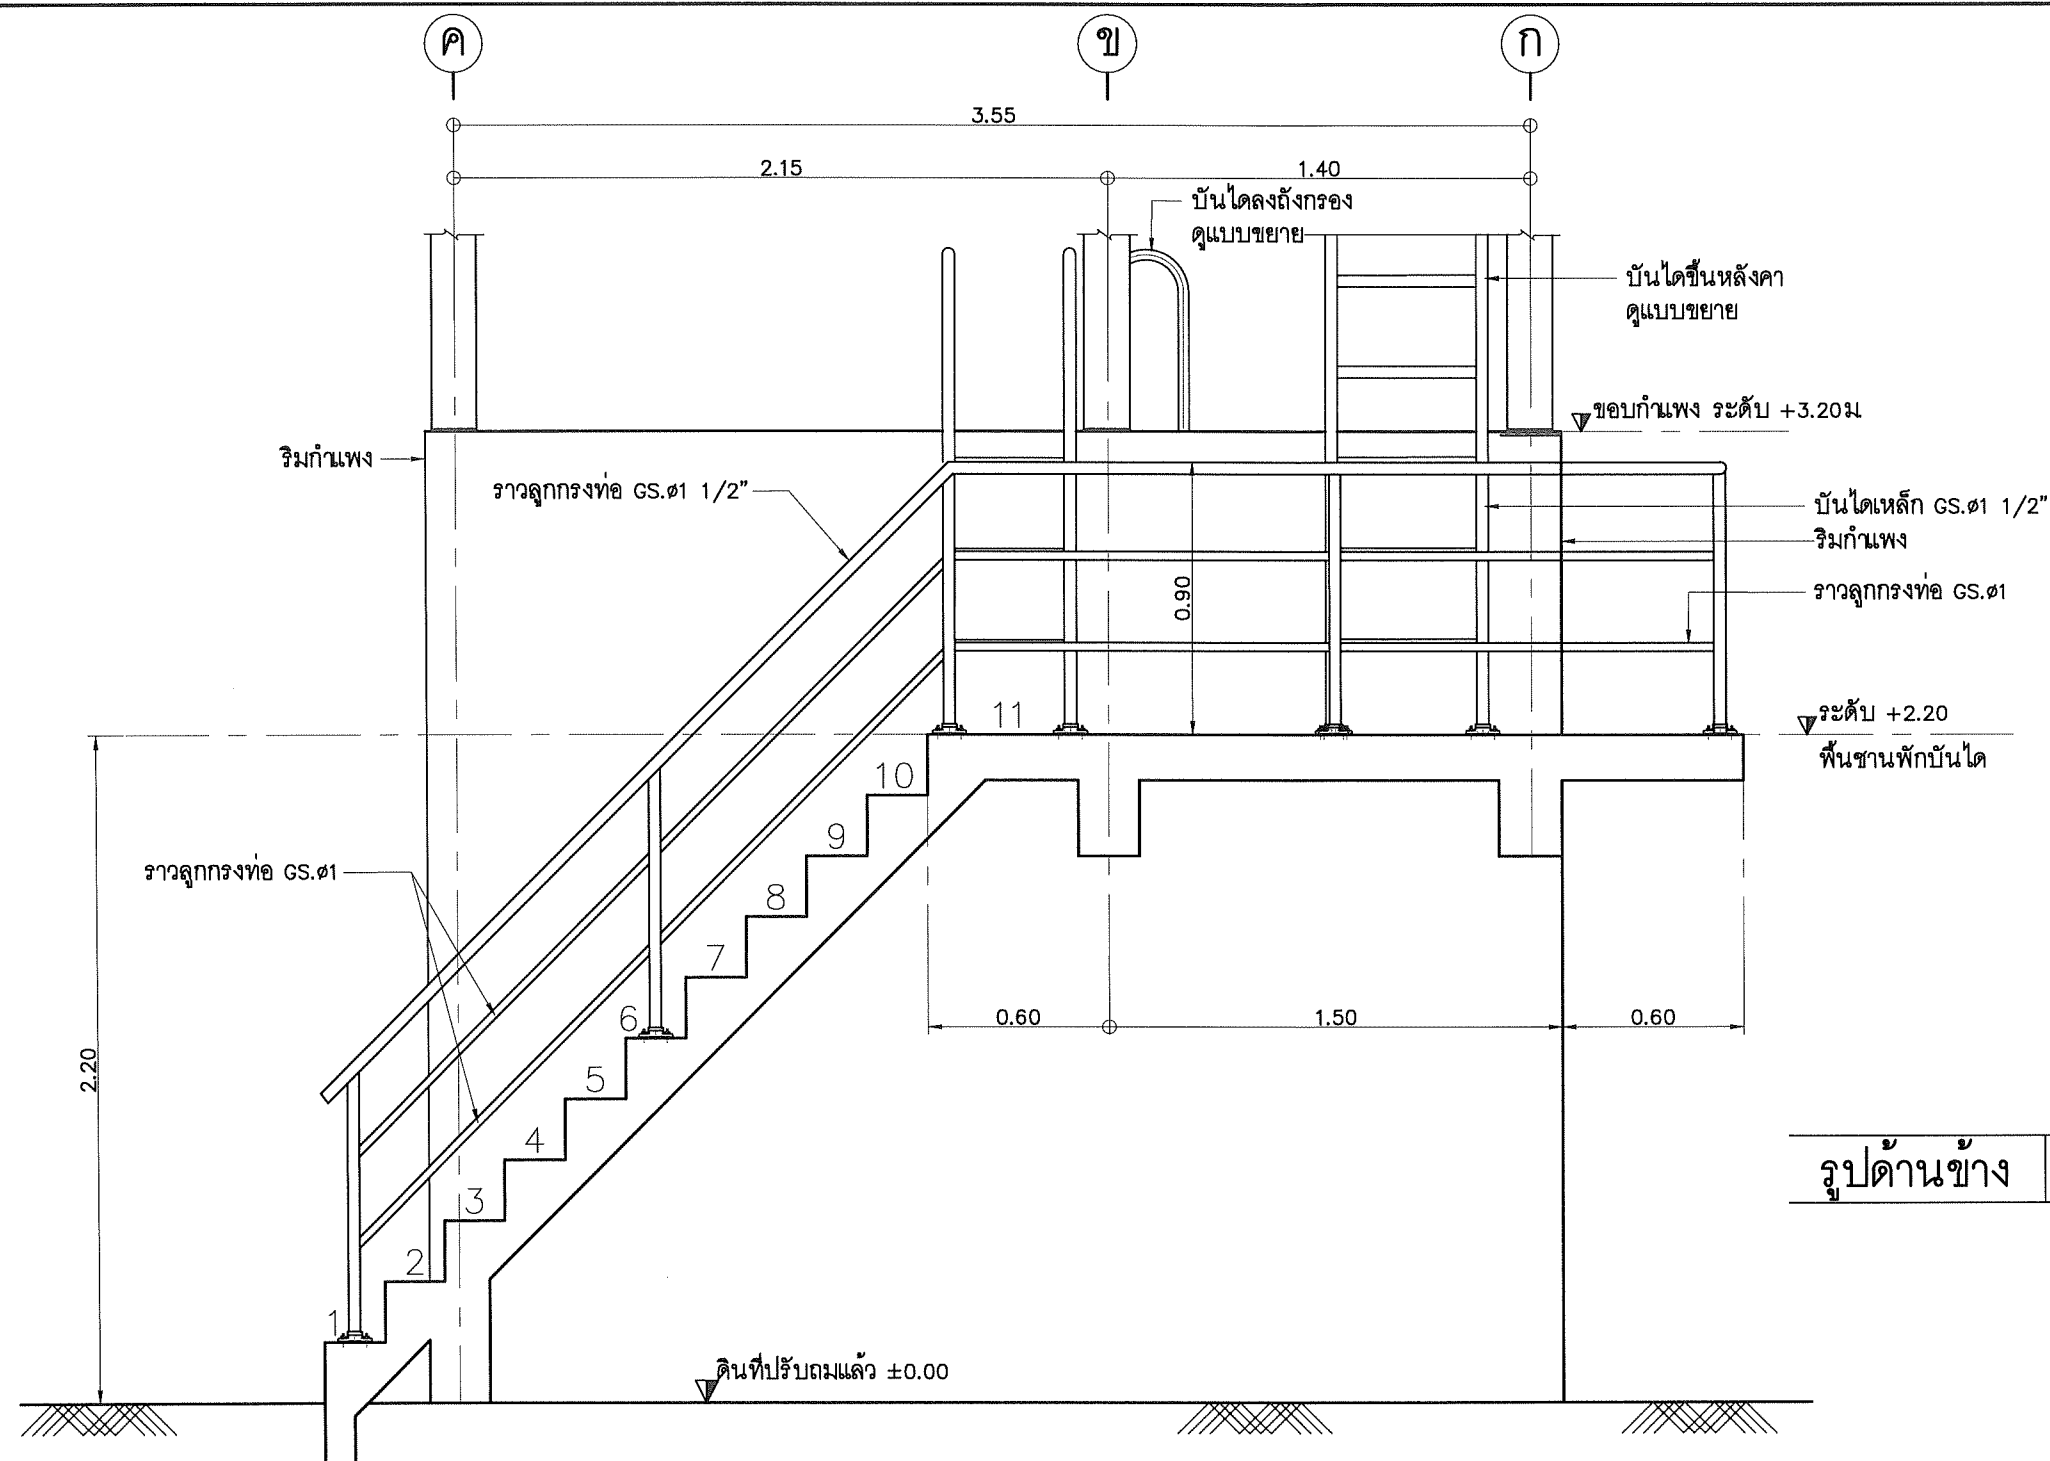 ค
ข
ก
3.55
2.15
1.40
บันไดลงถังกรอง
ดูแบบขยาย
บันไดขึ้นหลังคา
ดูแบบขยาย
ขอบกำแพง ระดับ +3.20ม
ริมกำแพง
ราวลูกกรงท่อ GS.ø1 1/2"
บันไดเหล็ก GS.ø1 1/2"
ริมกำแพง
0.90
ราวลูกกรงท่อ GS.ø1
11
ระดับ +2.20
พื้นชานพักบันได
10
9
ราวลูกกรงท่อ GS.ø1
8
7
6
0.60
1.50
0.60
2.20
5
4
รูปด้านข้าง
3
2
1
ดินที่ปรับถมแล้ว ±0.00